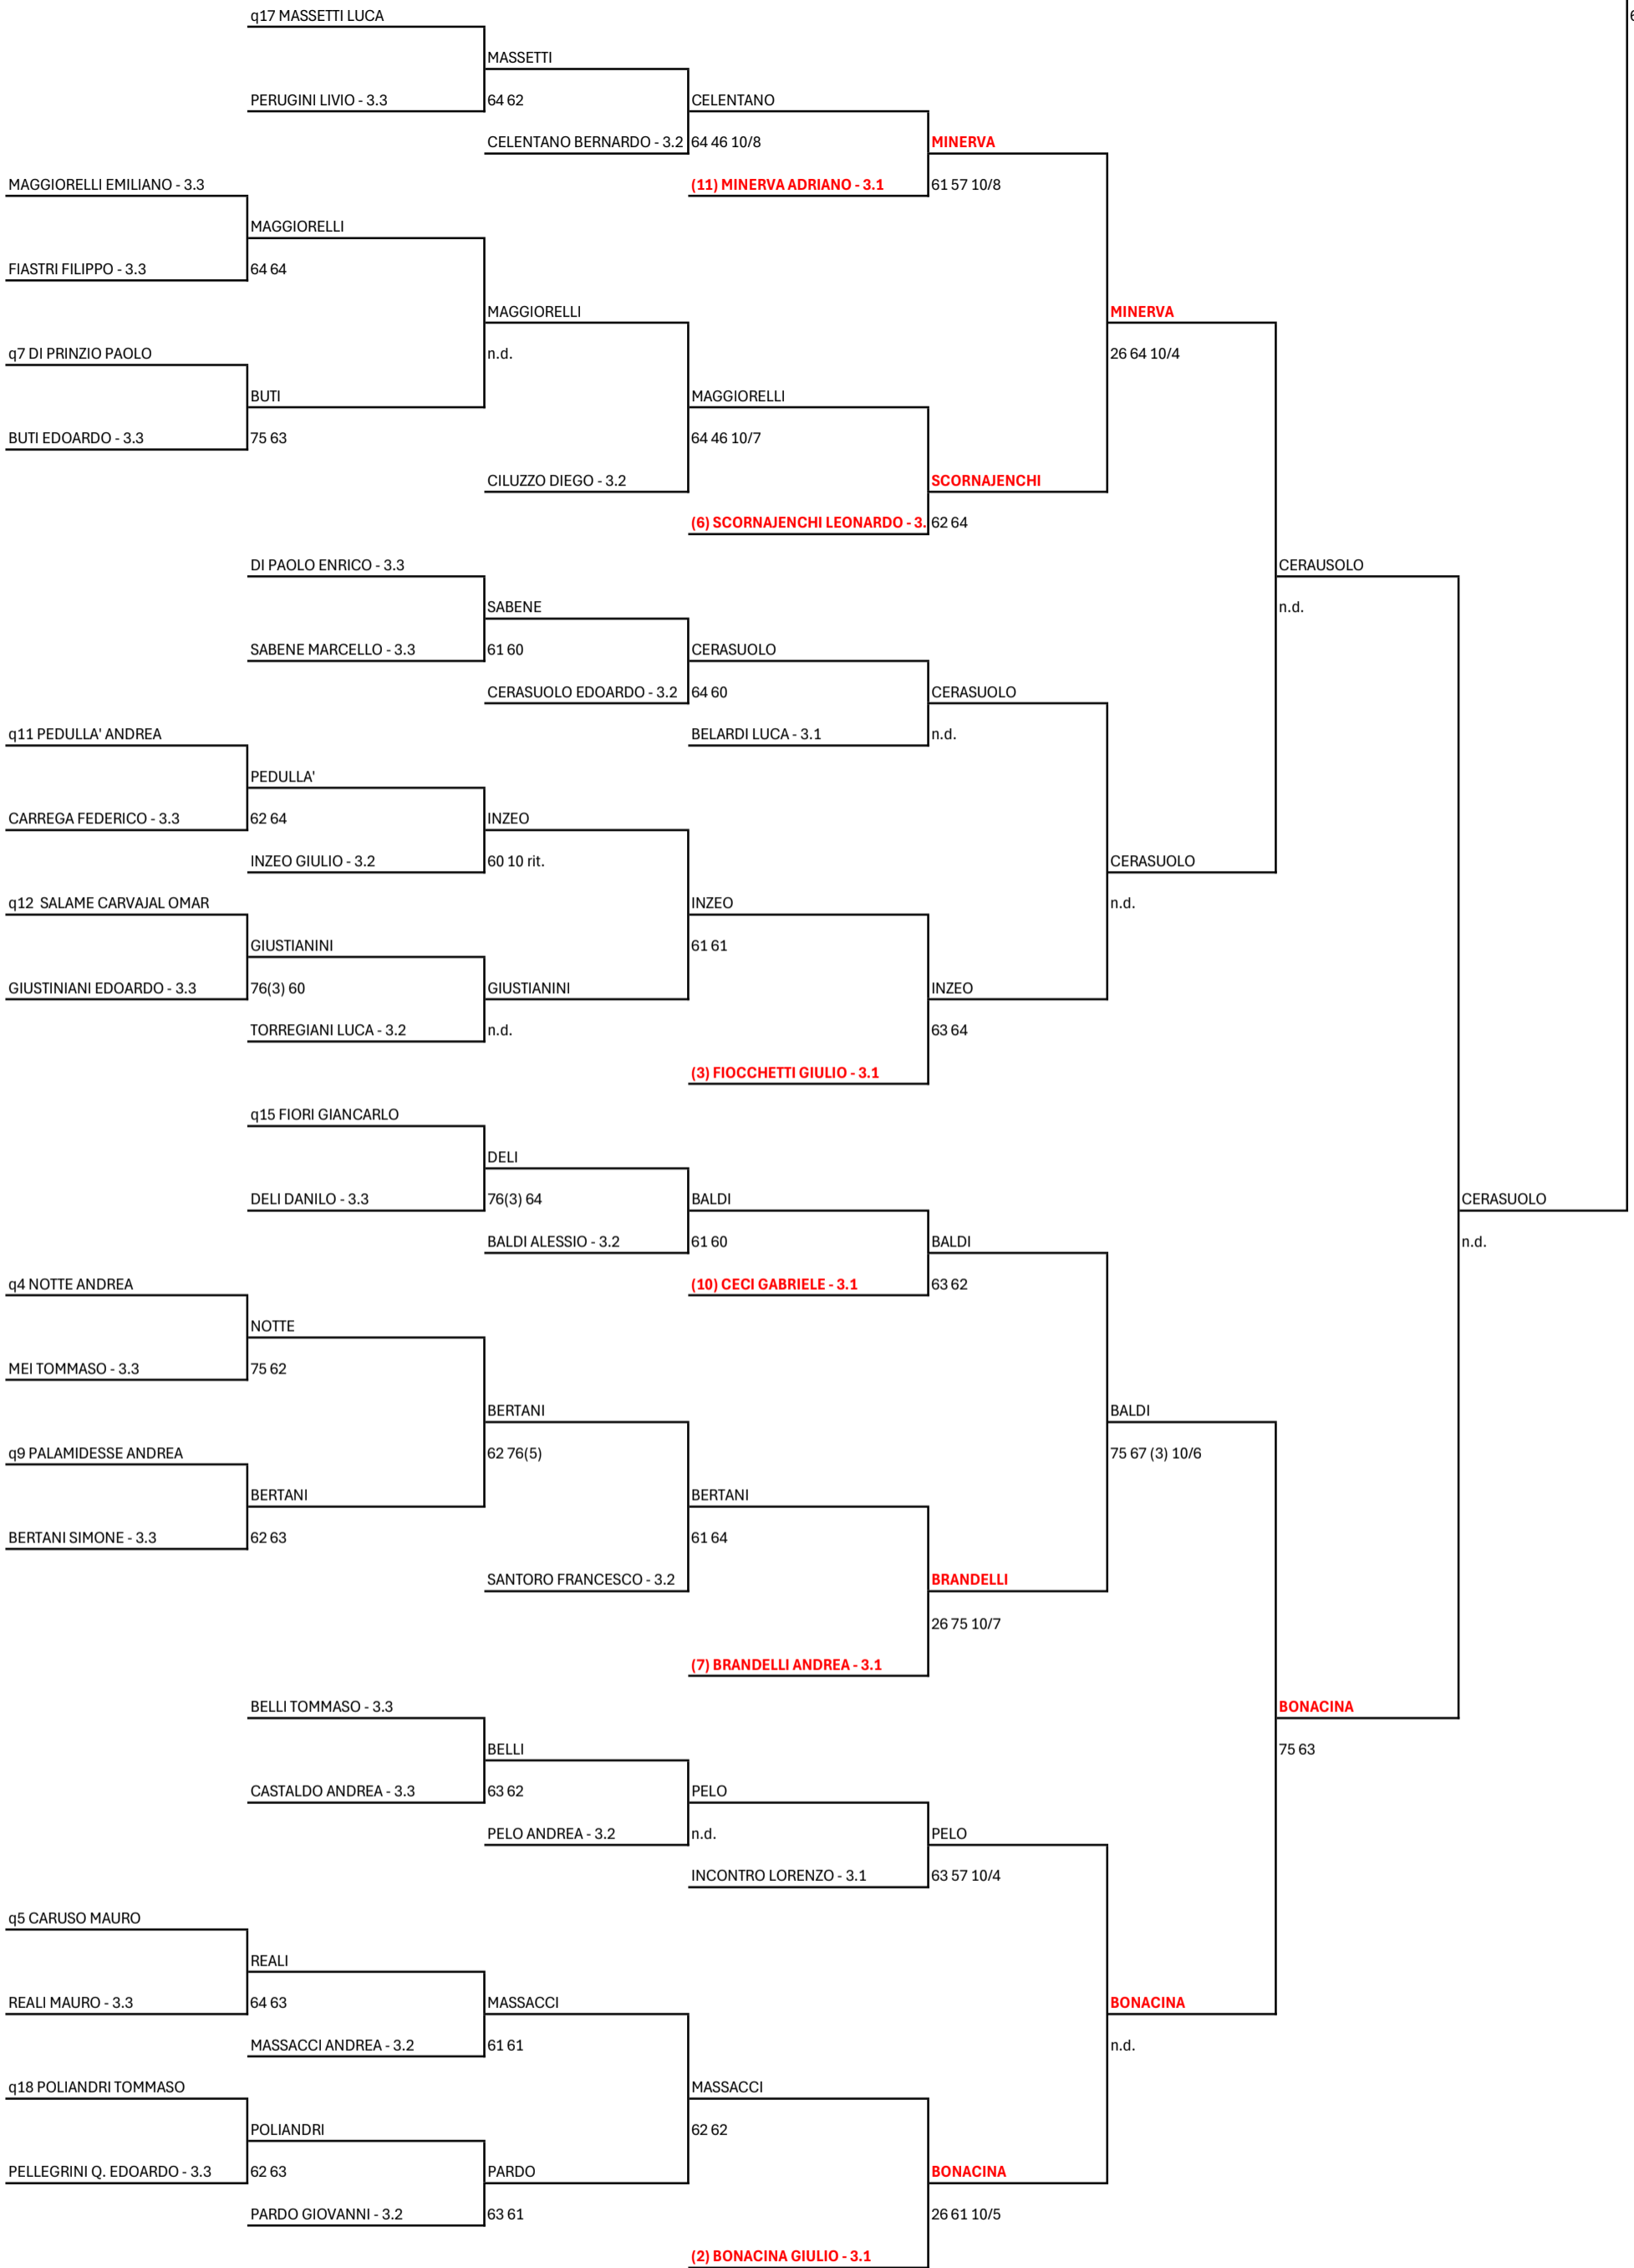 q17 MASSETTI LUCA
6
MASSETTI
PERUGINI LIVIO - 3.3
64 62
CELENTANO
CELENTANO BERNARDO - 3.2
64 46 10/8
MINERVA
MAGGIORELLI EMILIANO - 3.3
(11) MINERVA ADRIANO - 3.1
61 57 10/8
MAGGIORELLI
FIASTRI FILIPPO - 3.3
64 64
MAGGIORELLI
MINERVA
q7 DI PRINZIO PAOLO
n.d.
26 64 10/4
BUTI
MAGGIORELLI
BUTI EDOARDO - 3.3
75 63
64 46 10/7
CILUZZO DIEGO - 3.2
SCORNAJENCHI
(6) SCORNAJENCHI LEONARDO - 3.
62 64
DI PAOLO ENRICO - 3.3
CERAUSOLO
SABENE
n.d.
SABENE MARCELLO - 3.3
61 60
CERASUOLO
CERASUOLO EDOARDO - 3.2
64 60
CERASUOLO
q11 PEDULLA' ANDREA
BELARDI LUCA - 3.1
n.d.
PEDULLA'
CARREGA FEDERICO - 3.3
62 64
INZEO
INZEO GIULIO - 3.2
60 10 rit.
CERASUOLO
q12  SALAME CARVAJAL OMAR
INZEO
n.d.
GIUSTIANINI
61 61
GIUSTINIANI EDOARDO - 3.3
76(3) 60
GIUSTIANINI
INZEO
TORREGIANI LUCA - 3.2
n.d.
63 64
(3) FIOCCHETTI GIULIO - 3.1
q15 FIORI GIANCARLO
DELI
DELI DANILO - 3.3
76(3) 64
BALDI
CERASUOLO
BALDI ALESSIO - 3.2
61 60
BALDI
n.d.
q4 NOTTE ANDREA
(10) CECI GABRIELE - 3.1
63 62
NOTTE
MEI TOMMASO - 3.3
75 62
BERTANI
BALDI
q9 PALAMIDESSE ANDREA
62 76(5)
75 67 (3) 10/6
BERTANI
BERTANI
BERTANI SIMONE - 3.3
62 63
61 64
SANTORO FRANCESCO - 3.2
BRANDELLI
26 75 10/7
(7) BRANDELLI ANDREA - 3.1
BELLI TOMMASO - 3.3
BONACINA
BELLI
75 63
CASTALDO ANDREA - 3.3
63 62
PELO
PELO ANDREA - 3.2
n.d.
PELO
INCONTRO LORENZO - 3.1
63 57 10/4
q5 CARUSO MAURO
REALI
REALI MAURO - 3.3
64 63
MASSACCI
BONACINA
MASSACCI ANDREA - 3.2
61 61
n.d.
q18 POLIANDRI TOMMASO
MASSACCI
POLIANDRI
62 62
PELLEGRINI Q. EDOARDO - 3.3
62 63
PARDO
BONACINA
PARDO GIOVANNI - 3.2
63 61
26 61 10/5
(2) BONACINA GIULIO - 3.1